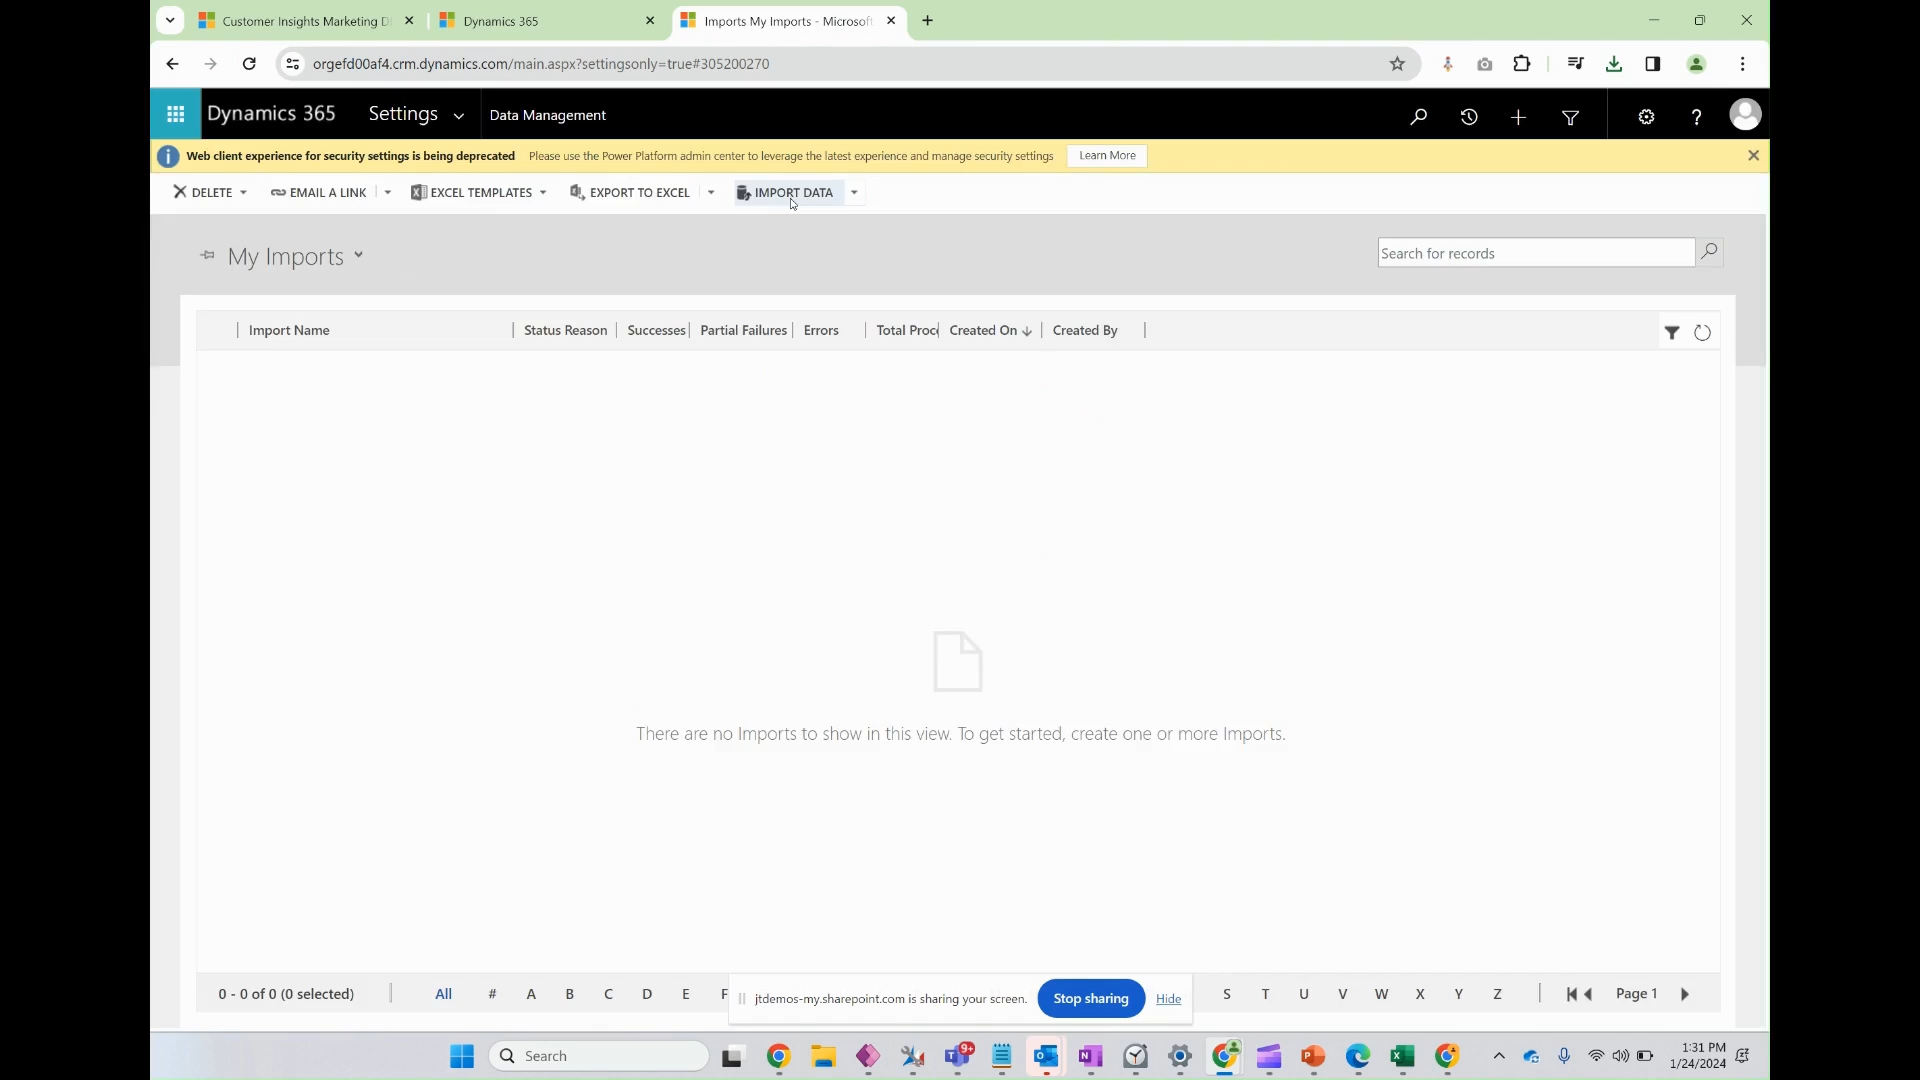 Customer Insights Marketing D
Dynamics 365
Imports My Imports - Microsoft
orgefd00af4.crm.dynamics.com/main.aspx?settingsonly=true#305200270
Dynamics 365
Settings
Data Management
Web client experience for security settings is being deprecated Please use the Power Platform admin center to leverage the latest experience and manage security settings Learn More
DELETE EMAIL A LINK EXCEL TEMPLATES EXPORT TO EXCEL IMPORT DATA
My Imports
Search for records
Import Name Status Reason Successes Partial Failures Errors Total Proc Created On Created By
There are no Imports to show in this view. To get started, create one or more Imports.
0 - 0 of 0 (0 selected) All # A B C D E F S T U V W X Y Z Page 1
jtdemos-my.sharepoint.com is sharing your screen. Stop sharing Hide
Search
9+
1:31 PM
1/24/2024